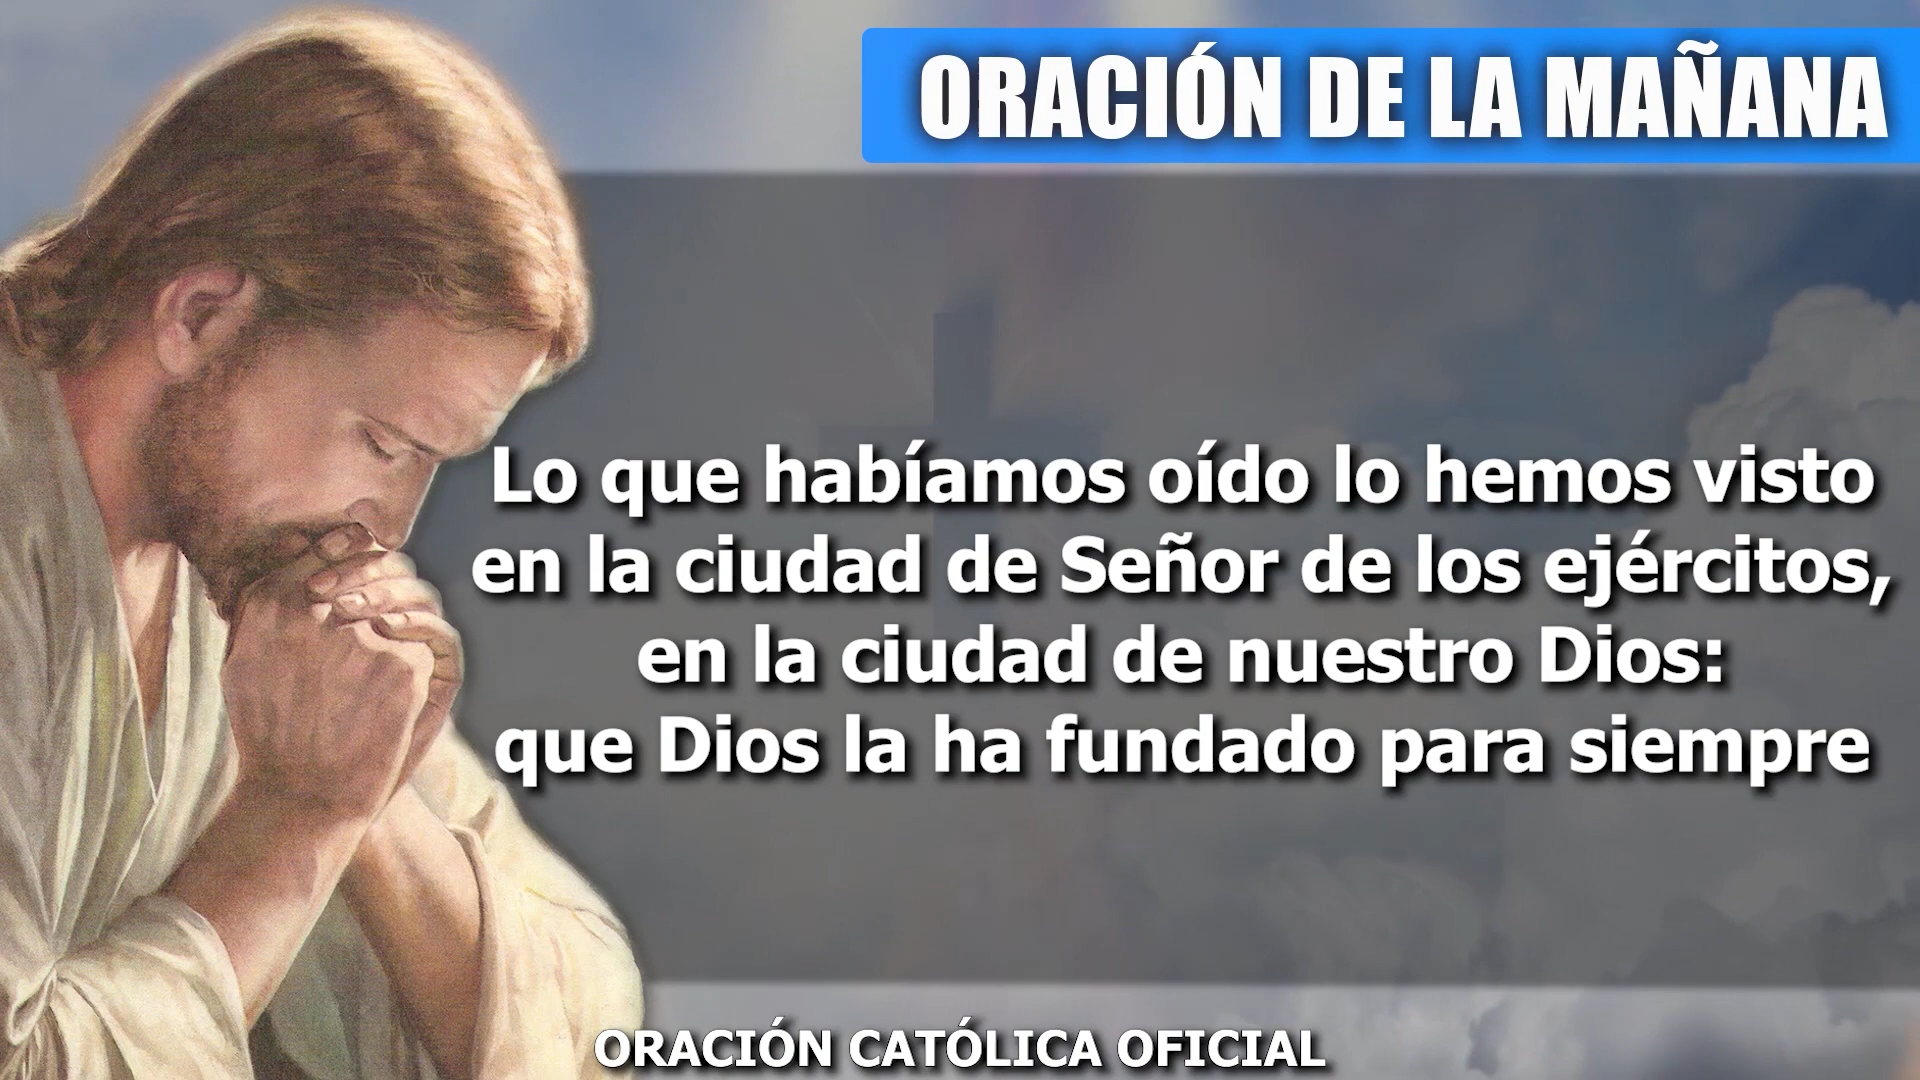 ORACIÓN DE LA MAÑANA
Lo que habíamos oído lo hemos visto
en la ciudad de Señor de los ejércitos,
en la ciudad de nuestro Dios:
que Dios la ha fundado para siempre
ORACIÓN CATÓLICA OFICIAL